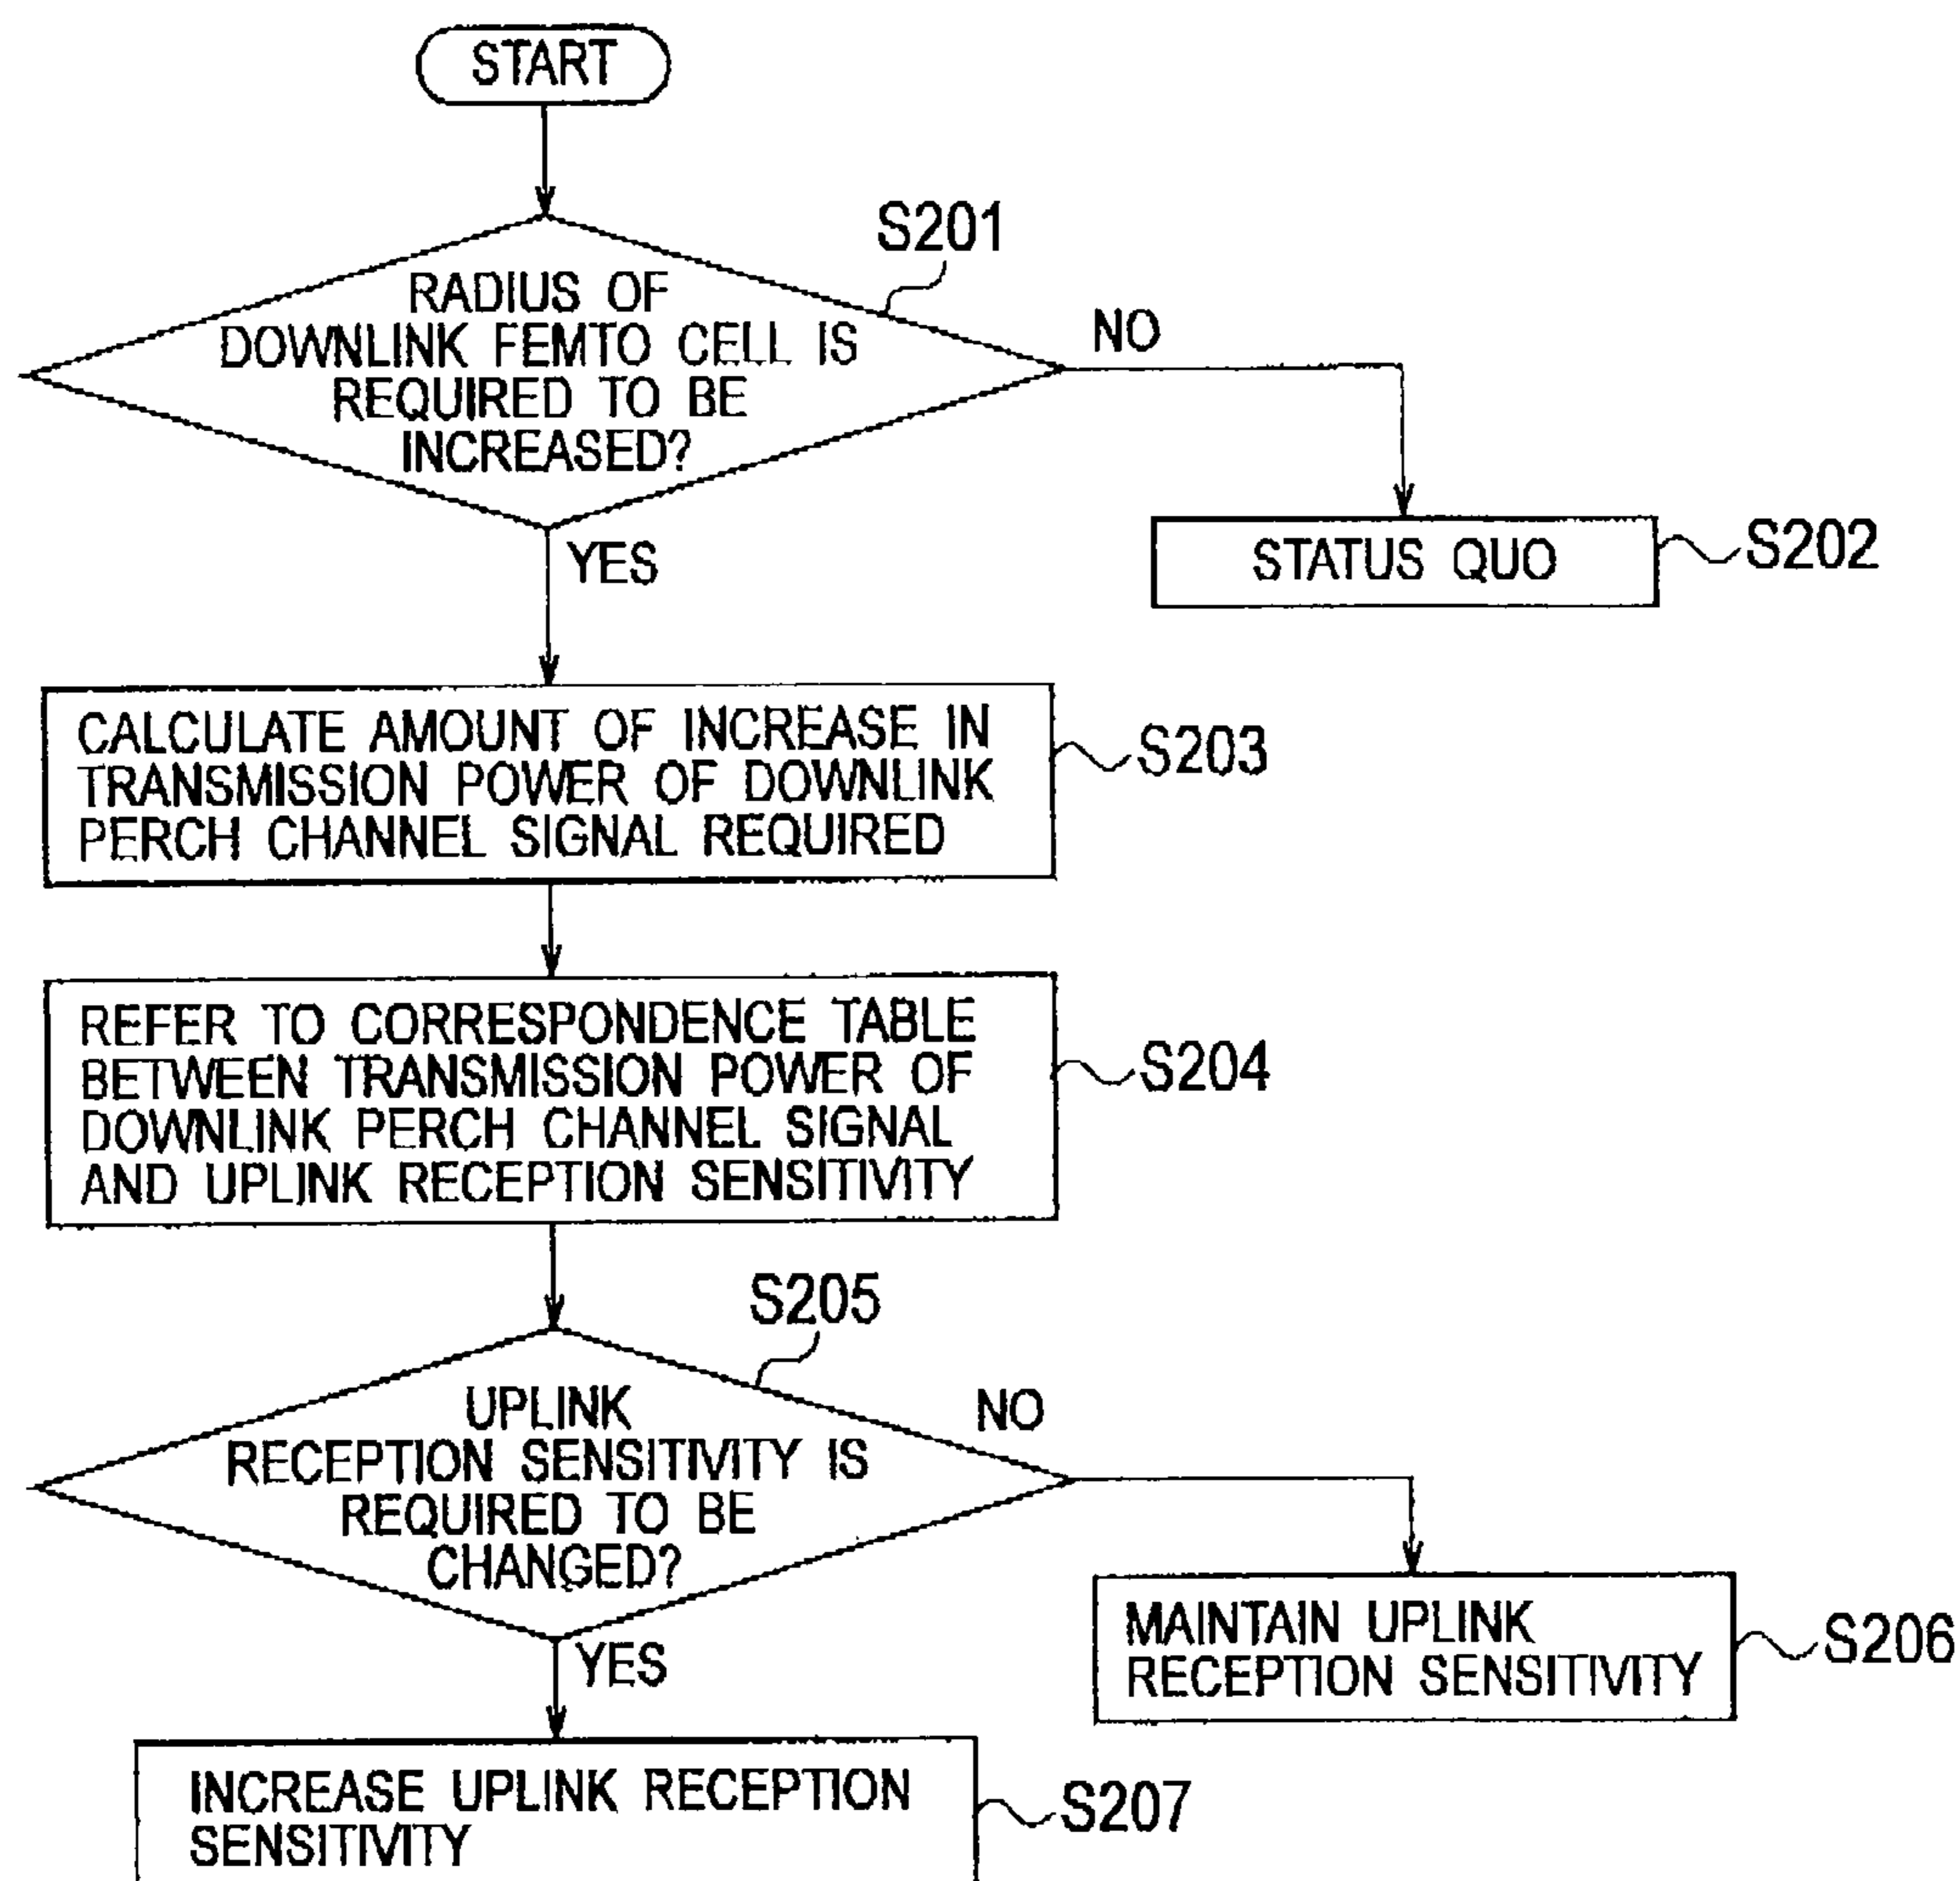 START
S201
RADIUS OF
DOWNLINK FEMTO CELL IS
REQUIRED TO BE
INCREASED?
NO
YES
STATUS QUO
S202
CALCULATE AMOUNT OF INCREASE IN
TRANSMISSION POWER OF DOWNLINK
PERCH CHANNEL SIGNAL REQUIRED
S203
REFER TO CORRESPONDENCE TABLE
BETWEEN TRANSMISSION POWER OF
DOWNLINK PERCH CHANNEL SIGNAL
AND UPLINK RECEPTION SENSITIVITY
S204
S205
UPLINK
RECEPTION SENSITIVITY IS
REQUIRED TO BE
CHANGED?
NO
YES
MAINTAIN UPLINK
RECEPTION SENSITIVITY
S206
INCREASE UPLINK RECEPTION
SENSITIVITY
S207